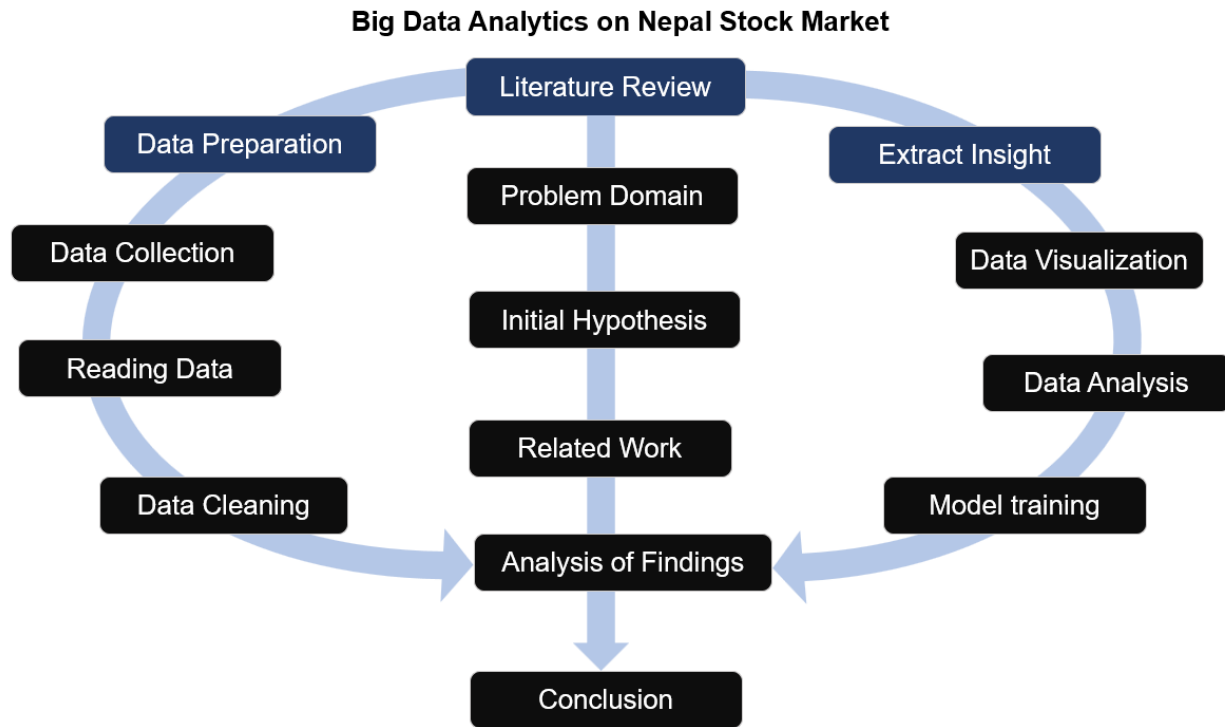 Big Data Analytics on Nepal Stock Market
Literature Review
Data Preparation
Extract Insight
Problem Domain
Data Collection
Data Visualization
Initial Hypothesis
Reading Data
Data Analysis
Related Work
Data Cleaning
Model training
Analysis of Findings
Conclusion